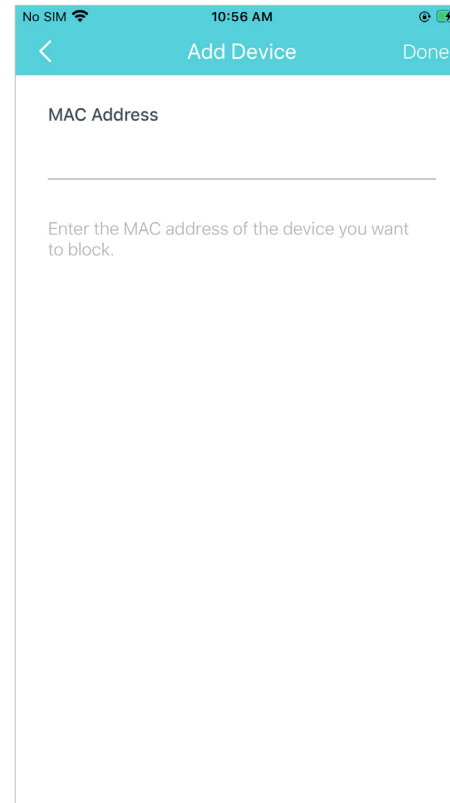 No SIM 10:56 AM
Add Device Done
MAC Address
Enter the MAC address of the device you want
to block.